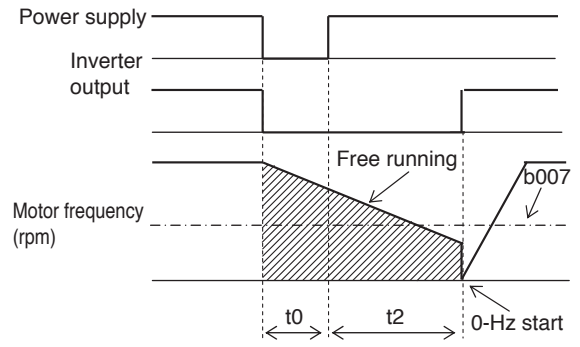 Power supply
Inverter
output
Free running
b007
Motor frequency
(rpm)
t0
t2
0-Hz start